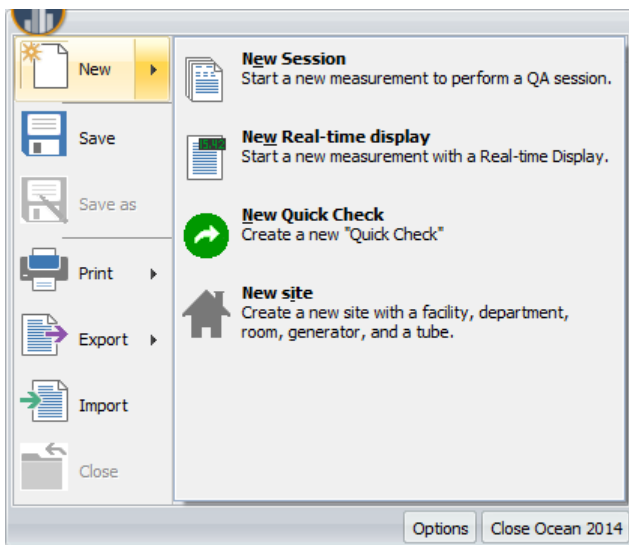 New
Save
Save as
Print
Export
Import
Close
New Session
Start a new measurement to perform a QA session.
New Real-time display
Start a new measurement with a Real-time Display.
New Quick Check
Create a new "Quick Check"
New site
Create a new site with a facility, department,
room, generator, and a tube.
Options
Close Ocean 2014